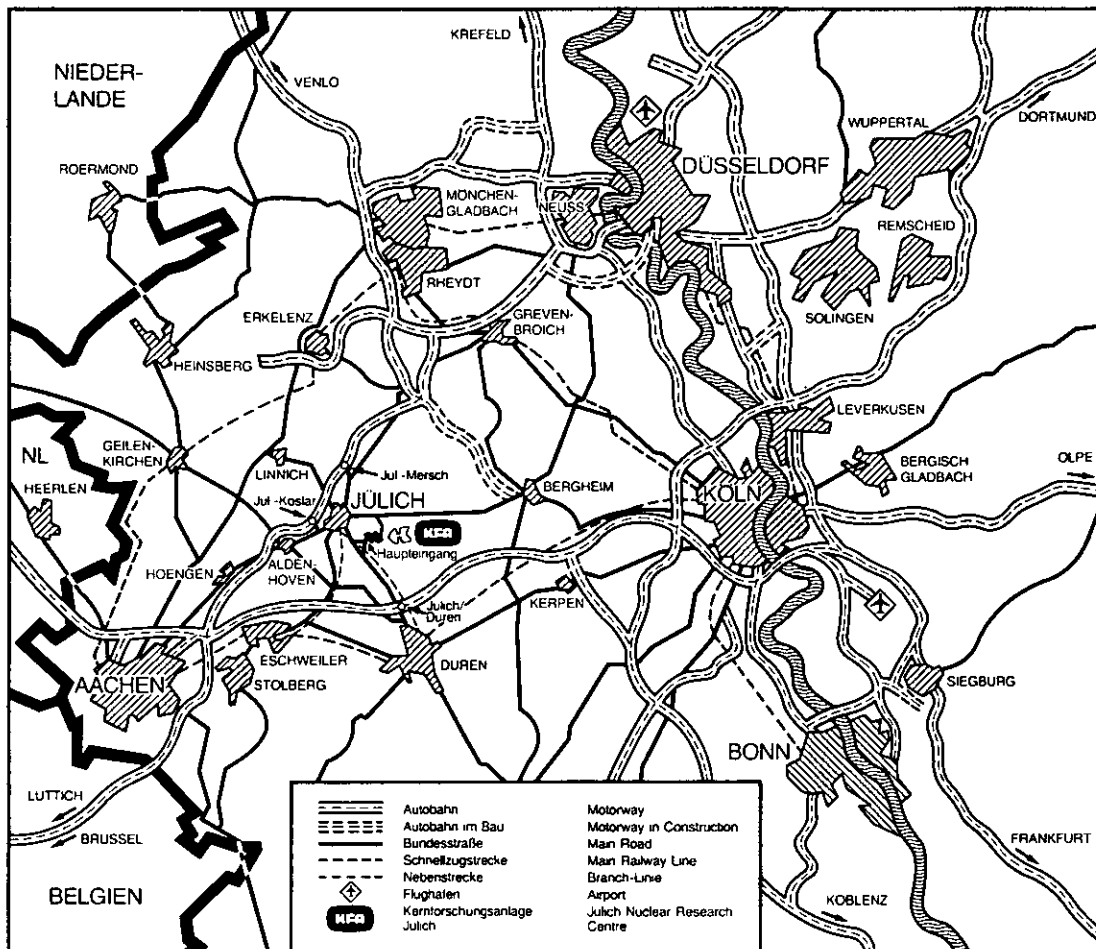 KREFELD
NIEDER-
LANDE
VENLO
DORTMUND
WUPPERTAL
DÜSSELDORF
ROERMOND
MÖNCHEN-
GLADBACH
NEUSS
REMSCHEID
RHEYDT
ERKELENZ
GREVEN-
BROICH
SOLINGEN
HEINSBERG
LEVERKUSEN
GEILEN-
KIRCHEN
NL
HEERLEN
LINNICH
Jul -Mersch
BERGISCH
GLADBACH
OLPE
Jul -Koslar
JÜLICH
BERGHEIM
KÖLN
KFA
Haupteingang
HOENGEN
ALDEN-
HOVEN
KERPEN
Julich/
Duren
ESCHWEILER
DUREN
AACHEN
STOLBERG
SIEGBURG
BONN
LUTTICH
BRUSSEL
FRANKFURT
BELGIEN
KOBLENZ
Autobahn Motorway
Autobahn im Bau Motorway in Construction
Bundesstraße Main Road
Schnellzugstrecke Main Railway Line
Nebenstrecke Branch-Linie
Flughafen Airport
KFA Kernforschungsanlage Julich Nuclear Research
Julich Centre